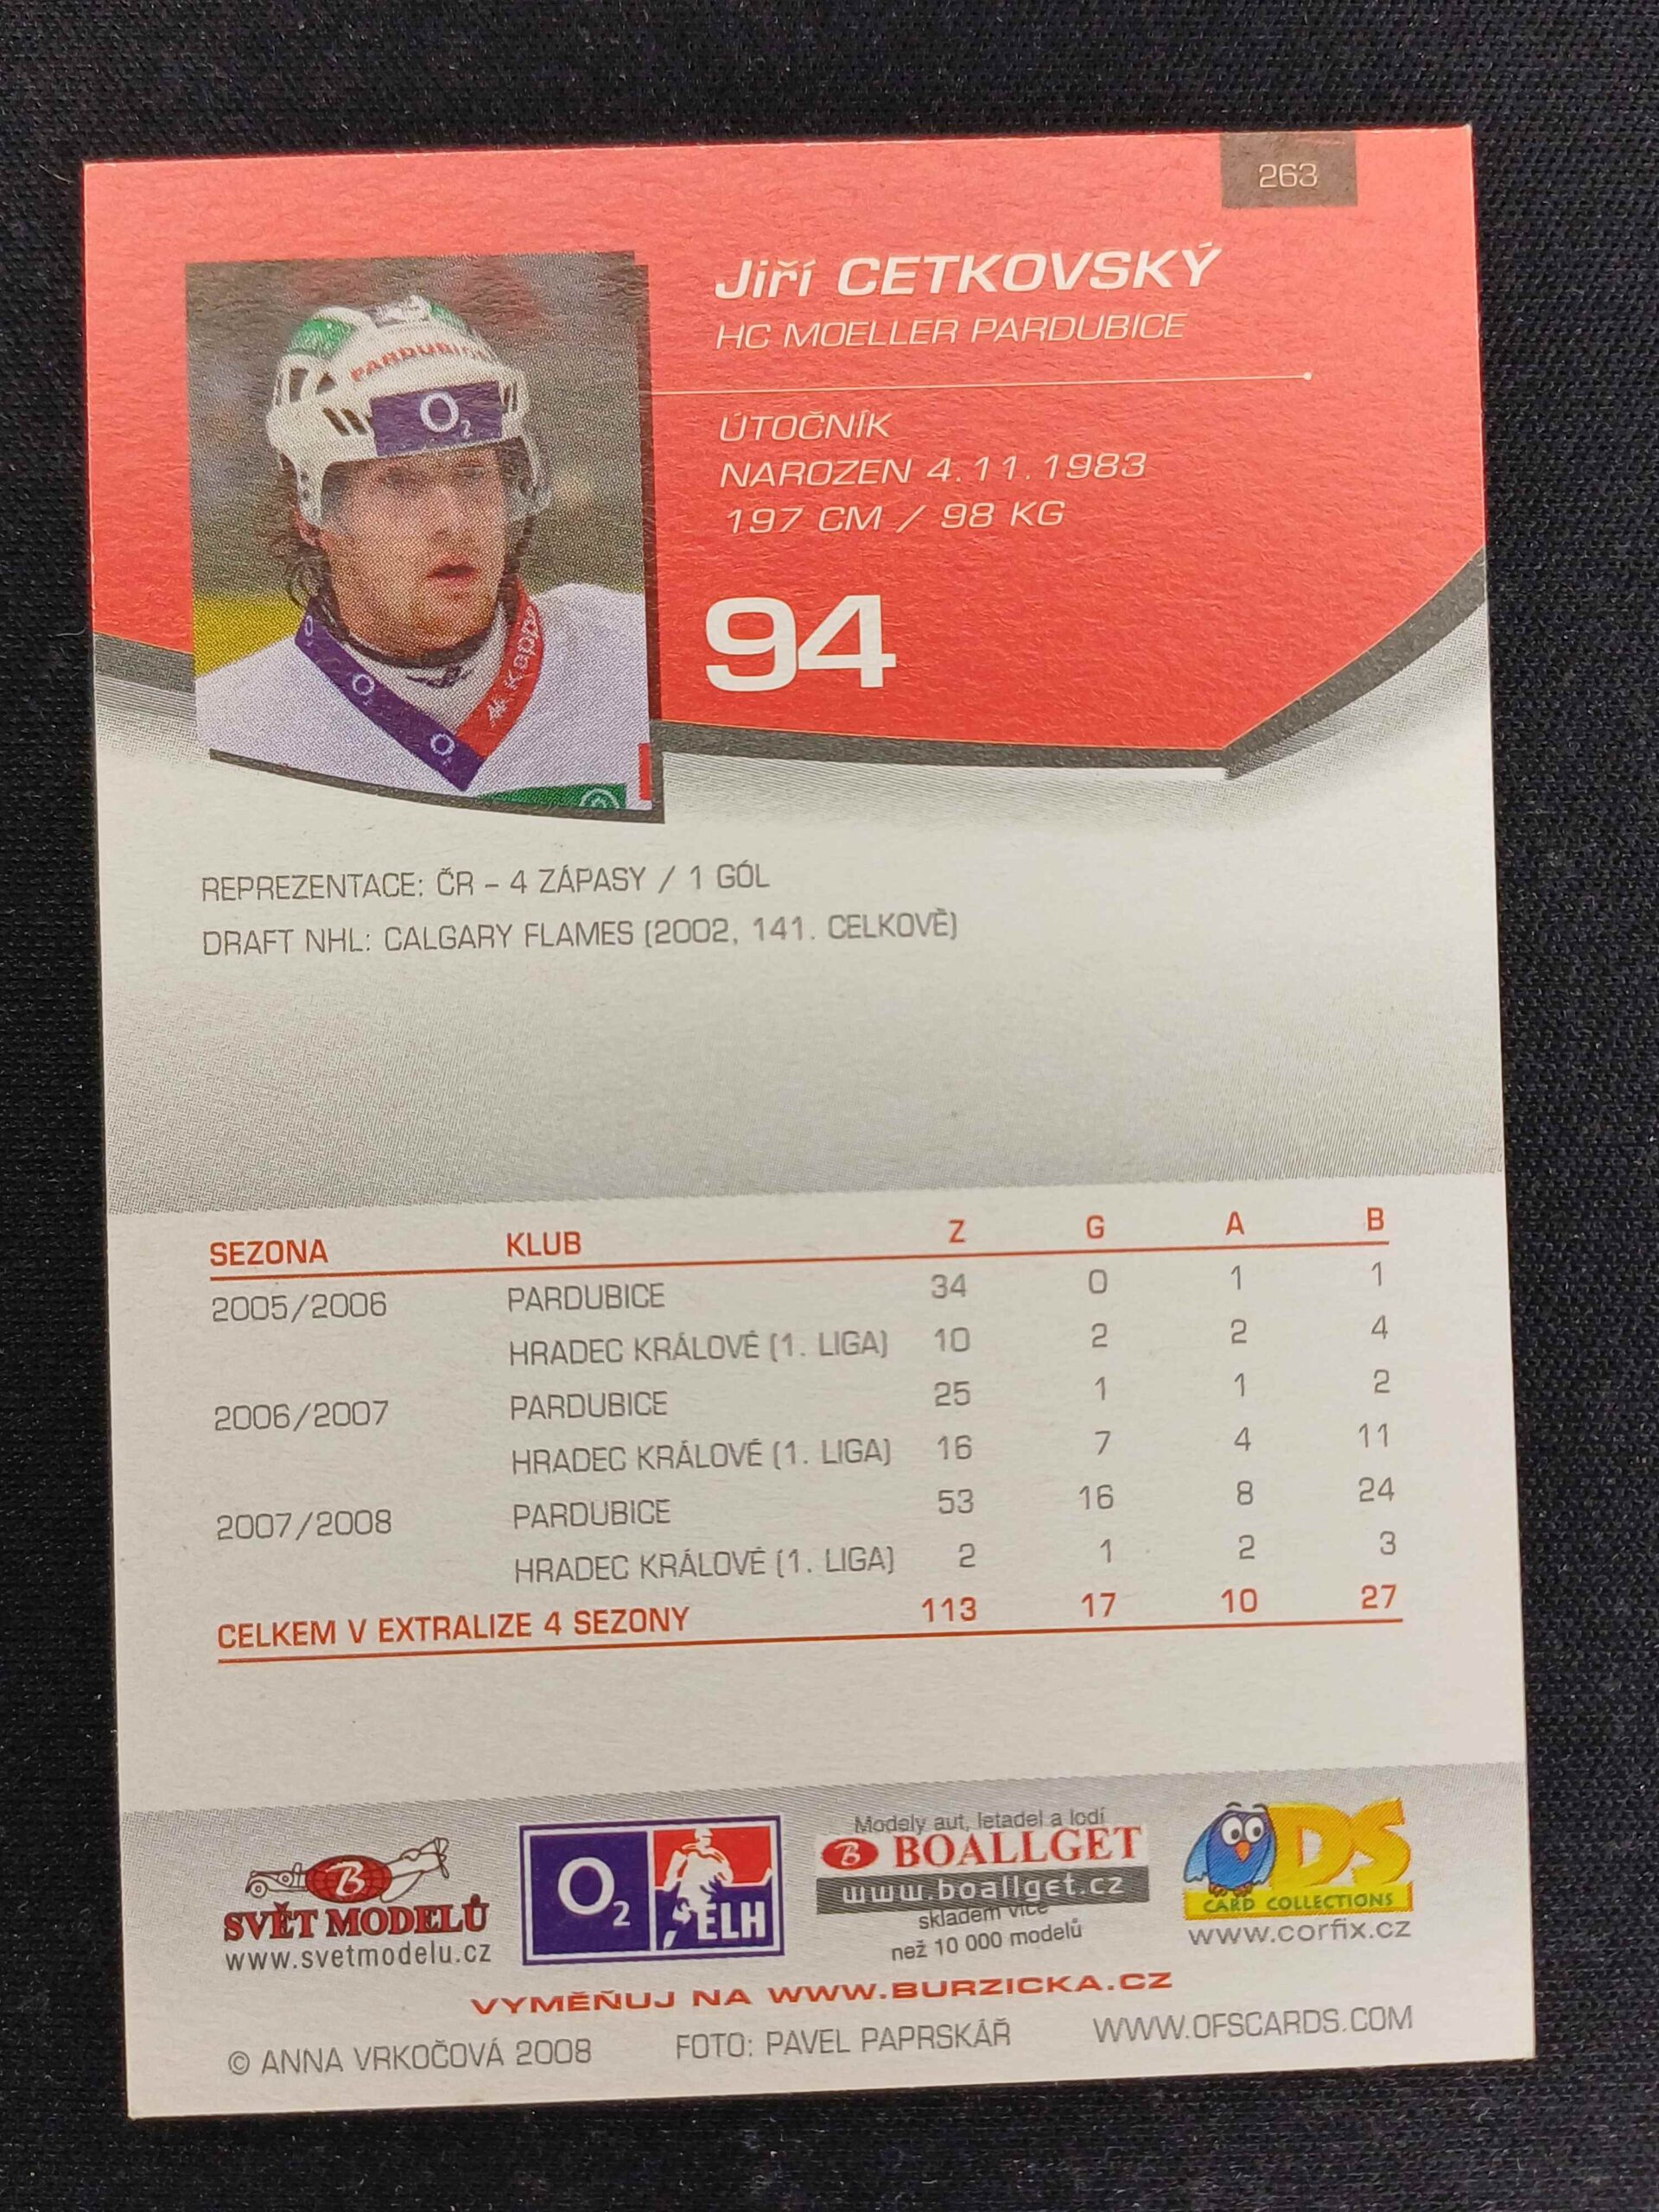 263
Jiří CETKOVSKÝ
HC MOELLER PARDUBICE
ÚTOČNÍK
NAROZEN 4.11.1983
197 CM / 98 KG
94
PARDUBICE
O2
Kappa
REPREZENTACE: ČR – 4 ZÁPASY / 1 GÓL
DRAFT NHL: CALGARY FLAMES (2002, 141. CELKOVĚ)
SEZONA KLUB Z G A B
2005/2006 PARDUBICE 34 0 1 1
HRADEC KRÁLOVÉ (1. LIGA) 10 2 2 4
2006/2007 PARDUBICE 25 1 1 2
HRADEC KRÁLOVÉ (1. LIGA) 16 7 4 11
2007/2008 PARDUBICE 53 16 8 24
HRADEC KRÁLOVÉ (1. LIGA) 2 1 2 3
CELKEM V EXTRALIZE 4 SEZONY 113 17 10 27
B
SVĚT MODELŮ
www.svetmodelu.cz
O2 ELH
Modely aut, letadel a lodí
B BOALLGET
www.boallget.cz
skladem více
než 10 000 modelů
DS
CARD COLLECTIONS
www.corfix.cz
VYMĚŇUJ NA WWW.BURZICKA.CZ
© ANNA VRKOČOVÁ 2008 FOTO: PAVEL PAPRSKÁŘ WWW.OFSCARDS.COM